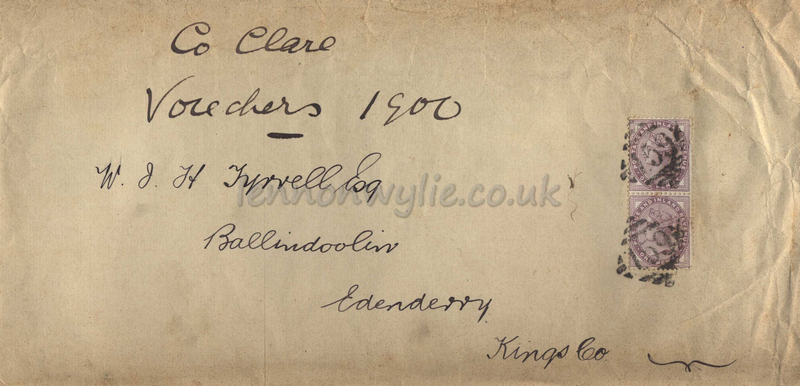 Co Clare
Vouchers 1900
W. J. H Tyrrell Esq
lennonwylie.co.uk
Ballindoolin
Edenderry
Kings Co